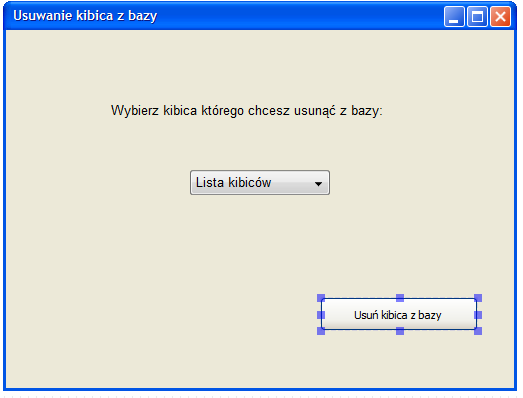 Usuwanie kibica z bazy
Wybierz kibica którego chcesz usunąć z bazy:
Lista kibiców
Usuń kibica z bazy